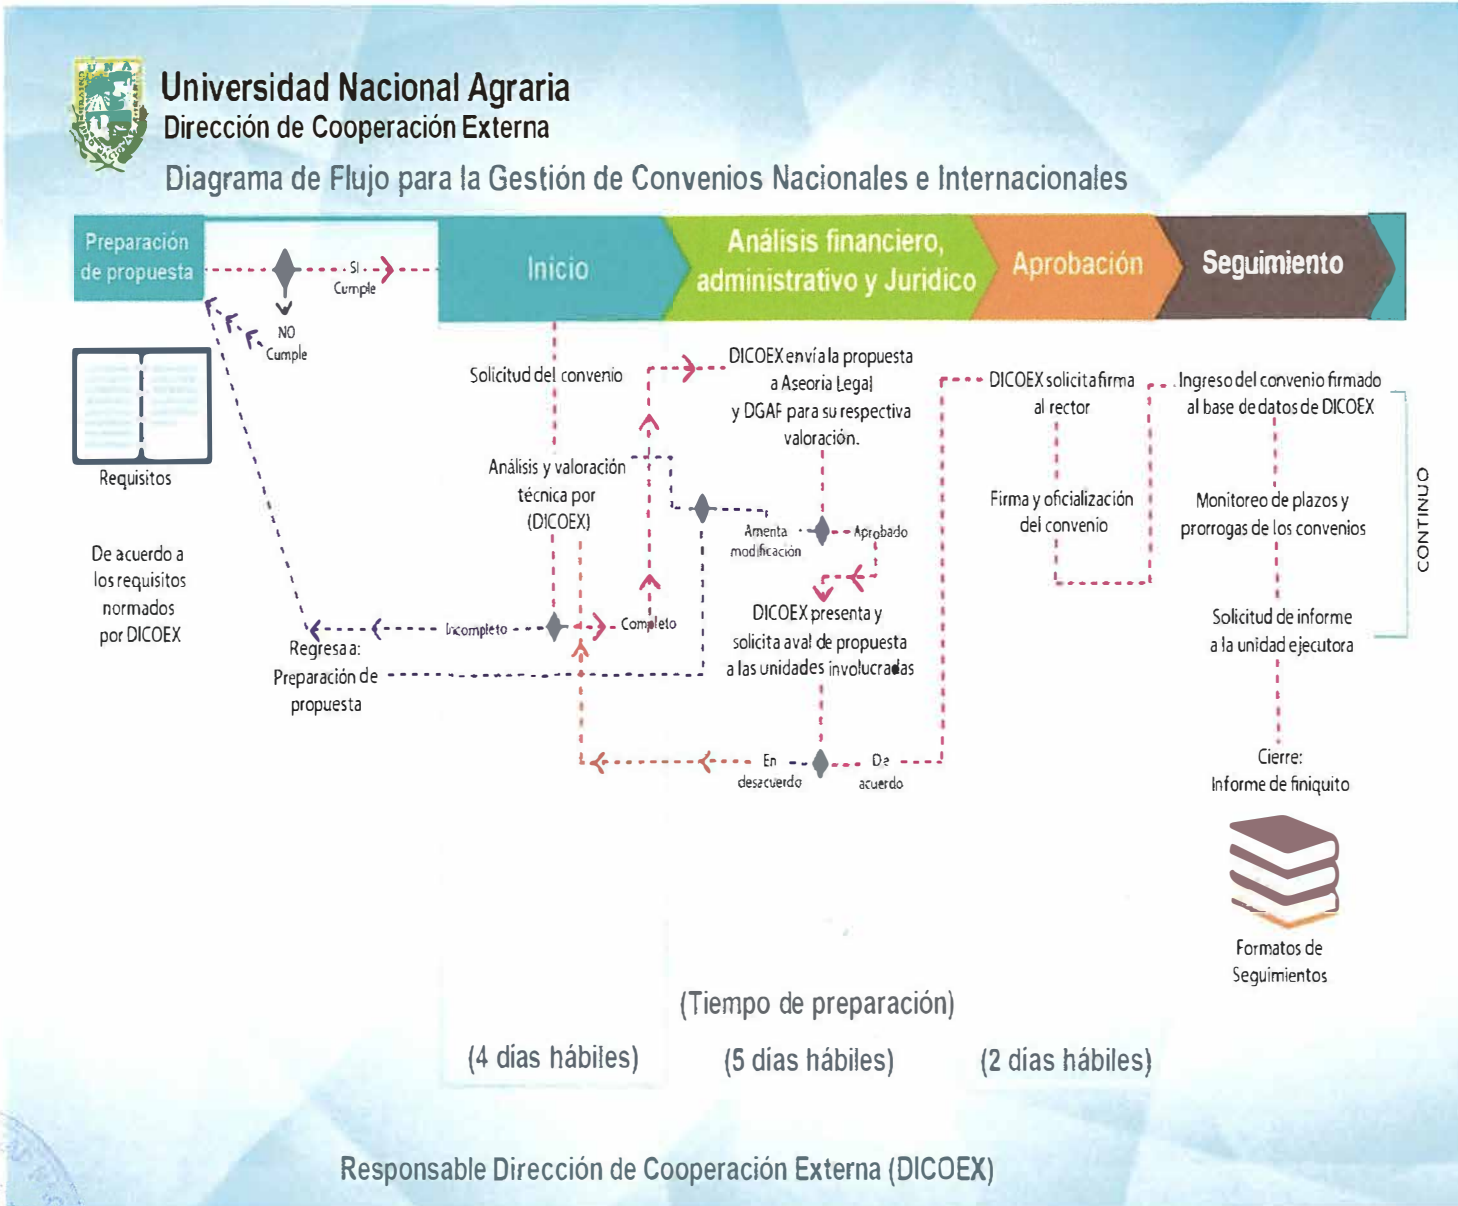 UNA
Universidad Nacional Agraria
Dirección de Cooperación Externa
Diagrama de Flujo para la Gestión de Convenios Nacionales e Internacionales
Preparación
de propuesta
SI
Cumple
NO
Cumple
Requisitos
De acuerdo a
los requisitos
normados
por DICOEX
Inicio
Solicitud del convenio
Análisis y valoración
técnica por
(DICOEX)
Incompleto
Completo
Regresa a:
Preparación de
propuesta
Análisis financiero,
administrativo y Juridico
DICOEX envía la propuesta
a Aseoria Legal
y DGAF para su respectiva
valoración.
Amenta
modificación
Aprobado
DICOEX presenta y
solicita aval de propuesta
a las unidades involucradas
En
desacuerdo
De
acuerdo
Aprobación
DICOEX solicita firma
al rector
Firma y oficialización
del convenio
Seguimiento
Ingreso del convenio firmado
al base de datos de DICOEX
Monitoreo de plazos y
prorrogas de los convenios
Solicitud de informe
a la unidad ejecutora
CONTINUO
Cierre:
Informe de finiquito
Formatos de
Seguimientos
(Tiempo de preparación)
(4 días hábiles)
(5 días hábiles)
(2 días hábiles)
Responsable Dirección de Cooperación Externa (DICOEX)